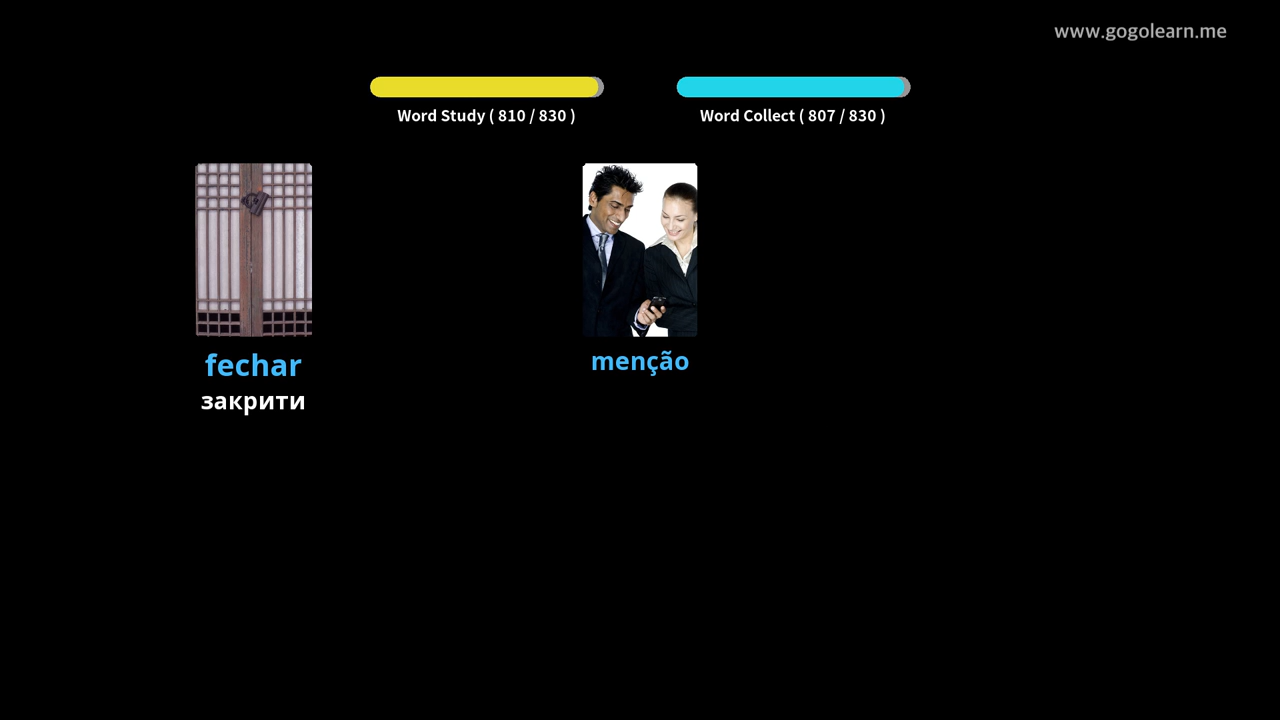 www.gogolearn.me
Word Study ( 810 / 830 )
Word Collect ( 807 / 830 )
fechar
закрити
menção